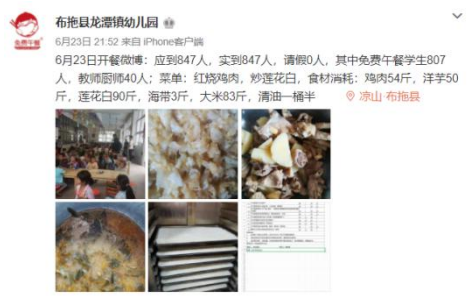 免费午餐
布拖县龙潭镇幼儿园
6月23日 21:52 来自 iPhone客户端
6月23日开餐微博：应到847人，实到847人，请假0人，其中免费午餐学生807
人，教师厨师40人；菜单：红烧鸡肉，炒莲花白，食材消耗：鸡肉54斤，洋芋50
斤，莲花白90斤，海带3斤，大米83斤，清油一桶半 凉山·布拖县